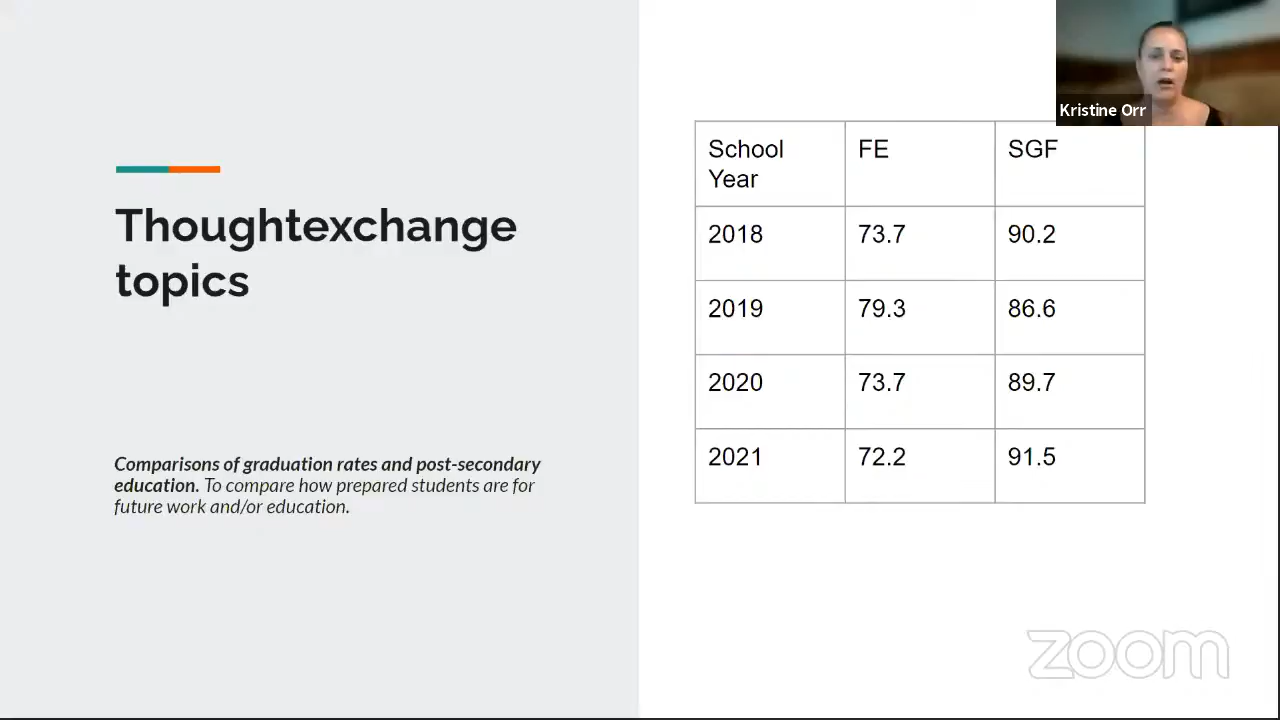 Kristine Orr
Thoughtexchange
topics
Comparisons of graduation rates and post-secondary
education. To compare how prepared students are for
future work and/or education.
School Year FE SGF
2018 73.7 90.2
2019 79.3 86.6
2020 73.7 89.7
2021 72.2 91.5
zoom